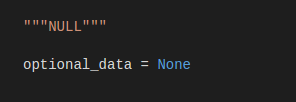 """NULL"""
optional_data = None